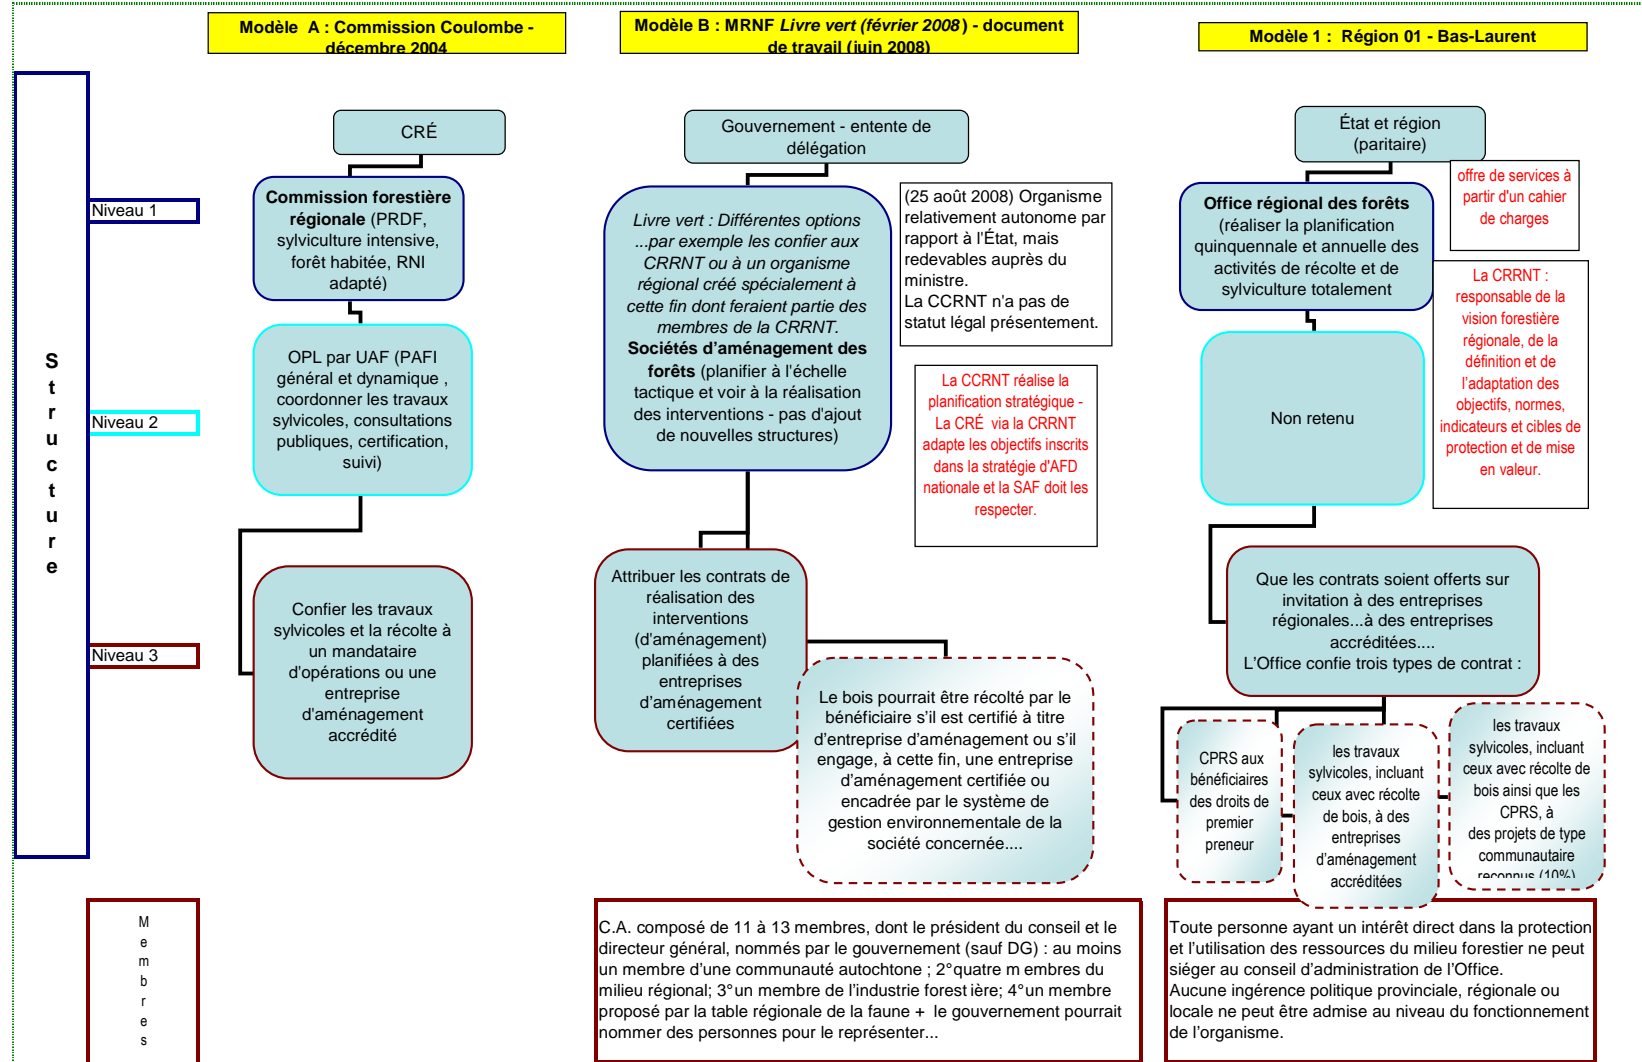 Modèle A : Commission Coulombe -
décembre 2004
Modèle B : MRNF Livre vert (février 2008) - document
de travail (juin 2008)
Modèle 1 : Région 01 - Bas-Laurent
S
t
r
u
c
t
u
r
e
Niveau 1
Niveau 2
Niveau 3
CRÉ
Commission forestière
régionale (PRDF,
sylviculture intensive,
forêt habitée, RNI
adapté)
OPL par UAF (PAFI
général et dynamique ,
coordonner les travaux
sylvicoles, consultations
publiques, certification,
suivi)
Confier les travaux
sylvicoles et la récolte à
un mandataire
d'opérations ou une
entreprise
d'aménagement
accrédité
Gouvernement - entente de
délégation
Livre vert : Différentes options
...par exemple les confier aux
CRRNT ou à un organisme
régional créé spécialement à
cette fin dont feraient partie des
membres de la CRRNT.
Sociétés d'aménagement des
forêts (planifier à l'échelle
tactique et voir à la réalisation
des interventions - pas d'ajout
de nouvelles structures)
(25 août 2008) Organisme
relativement autonome par
rapport à l'État, mais
redevables auprès du
ministre.
La CCRNT n'a pas de
statut légal présentement.
La CCRNT réalise la
planification stratégique -
La CRÉ via la CRRNT
adapte les objectifs inscrits
dans la stratégie d'AFD
nationale et la SAF doit les
respecter.
Attribuer les contrats de
réalisation des
interventions
(d'aménagement)
planifiées à des
entreprises
d'aménagement
certifiées
Le bois pourrait être récolté par le
bénéficiaire s'il est certifié à titre
d'entreprise d'aménagement ou s'il
engage, à cette fin, une entreprise
d'aménagement certifiée ou
encadrée par le système de
gestion environnementale de la
société concernée....
État et région
(paritaire)
offre de services à
partir d'un cahier
de charges
Office régional des forêts
(réaliser la planification
quinquennale et annuelle des
activités de récolte et de
sylviculture totalement
La CRRNT :
responsable de la
vision forestière
régionale, de la
définition et de
l'adaptation des
objectifs, normes,
indicateurs et cibles de
protection et de mise
en valeur.
Non retenu
Que les contrats soient offerts sur
invitation à des entreprises
régionales...à des entreprises
accréditées....
L'Office confie trois types de contrat :
CPRS aux
bénéficiaires
des droits de
premier
preneur
les travaux
sylvicoles, incluant
ceux avec récolte
de bois, à des
entreprises
d'aménagement
accréditées
les travaux
sylvicoles, incluant
ceux avec récolte de
bois ainsi que les
CPRS, à
des projets de type
communautaire
reconnus (10%)
M
e
m
b
r
e
s
C.A. composé de 11 à 13 membres, dont le président du conseil et le
directeur général, nommés par le gouvernement (sauf DG) : au moins
un membre d'une communauté autochtone ; 2°quatre m embres du
milieu régional; 3°un membre de l'industrie forest ière; 4°un membre
proposé par la table régionale de la faune + le gouvernement pourrait
nommer des personnes pour le représenter...
Toute personne ayant un intérêt direct dans la protection
et l'utilisation des ressources du milieu forestier ne peut
siéger au conseil d'administration de l'Office.
Aucune ingérence politique provinciale, régionale ou
locale ne peut être admise au niveau du fonctionnement
de l'organisme.